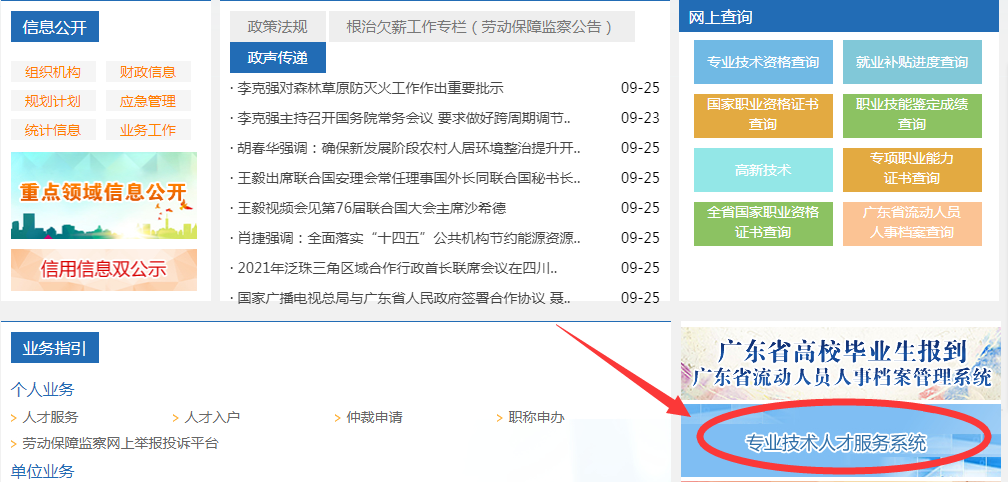 信息公开
组织机构
财政信息
规划计划
应急管理
统计信息
业务工作
重点领域信息公开
信用信息双公示
政策法规
根治欠薪工作专栏（劳动保障监察公告）
政声传递
· 李克强对森林草原防灭火工作作出重要批示 09-25
· 李克强主持召开国务院常务会议 要求做好跨周期调节.. 09-23
· 胡春华强调：确保新发展阶段农村人居环境整治提升开.. 09-25
· 王毅出席联合国安理会常任理事国外长同联合国秘书长.. 09-25
· 王毅视频会见第76届联合国大会主席沙希德 09-25
· 肖捷强调：全面落实“十四五”公共机构节约能源资源.. 09-25
· 2021年泛珠三角区域合作行政首长联席会议在四川.. 09-25
· 国家广播电视总局与广东省人民政府签署合作协议 聂.. 09-25
网上查询
专业技术资格查询
就业补贴进度查询
国家职业资格证书
查询
职业技能鉴定成绩
查询
高新技术
专项职业能力
证书查询
全省国家职业资格
证书查询
广东省流动人员
人事档案查询
业务指引
个人业务
> 人才服务
> 人才入户
> 仲裁申请
> 职称申办
> 劳动保障监察网上举报投诉平台
单位业务
广东省高校毕业生报到
广东省流动人员人事档案管理系统
专业技术人才服务系统